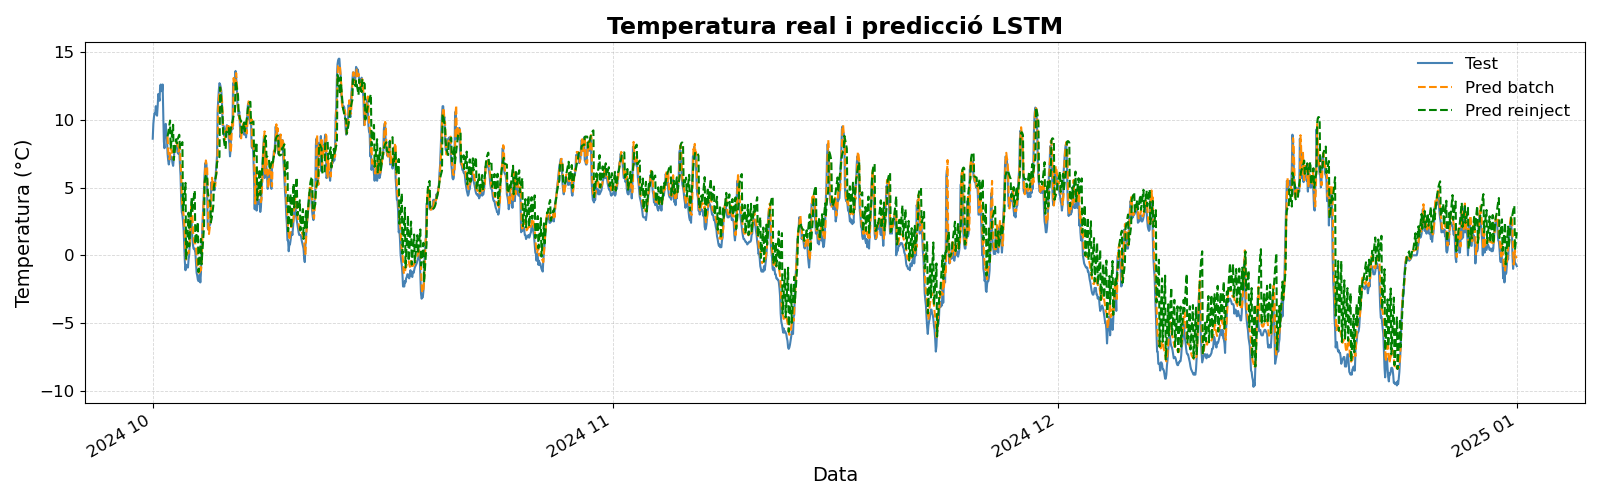 Temperatura real i predicció LSTM
Temperatura (°C)
15
10
5
0
−5
−10
Test
Pred batch
Pred reinject
2024 10
2024 11
2024 12
2025 01
Data